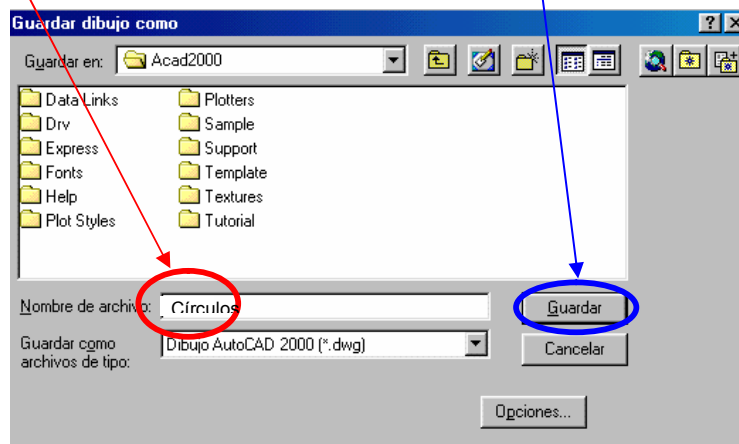 Guardar dibujo como
Guardar en: Acad2000
Data Links Plotters
Drv Sample
Express Support
Fonts Template
Help Textures
Plot Styles Tutorial
Nombre de archivo: Círculos Guardar
Guardar como Dibujo AutoCAD 2000 (*.dwg) Cancelar
archivos de tipo:
Opciones...